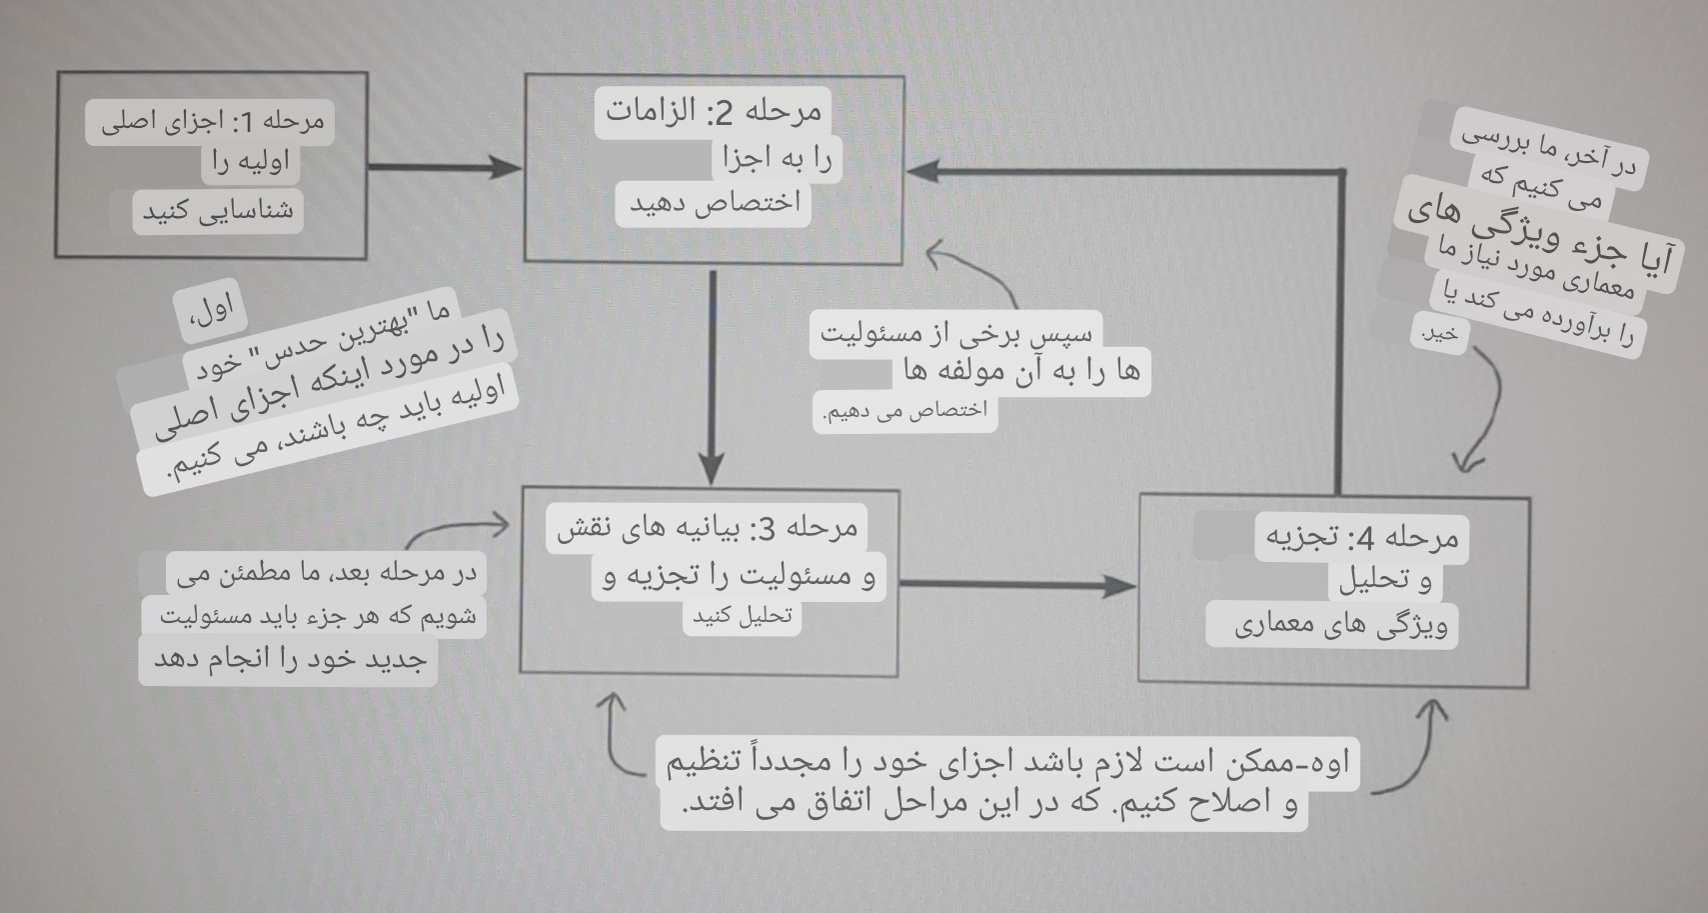 مرحله 1: اجزای اصلی
اولیه را
شناسایی کنید
مرحله 2: الزامات
را به اجزا
اختصاص دهید
در آخر، ما بررسی
می کنیم که
آیا جزء ویژگی های
معماری مورد نیاز ما
را برآورده می کند یا
خیر.
اول،
ما "بهترین حدس" خود
را در مورد اینکه اجزای اصلی
اولیه باید چه باشند، می کنیم.
سپس برخی از مسئولیت
ها را به آن مولفه ها
اختصاص می دهیم.
در مرحله بعد، ما مطمئن می
شویم که هر جزء باید مسئولیت
جدید خود را انجام دهد
مرحله 3: بیانیه های نقش
و مسئولیت را تجزیه و
تحلیل کنید
مرحله 4: تجزیه
و تحلیل
ویژگی های معماری
اوه-ممکن است لازم باشد اجزای خود را مجدداً تنظیم
و اصلاح کنیم. که در این مراحل اتفاق می افتد.